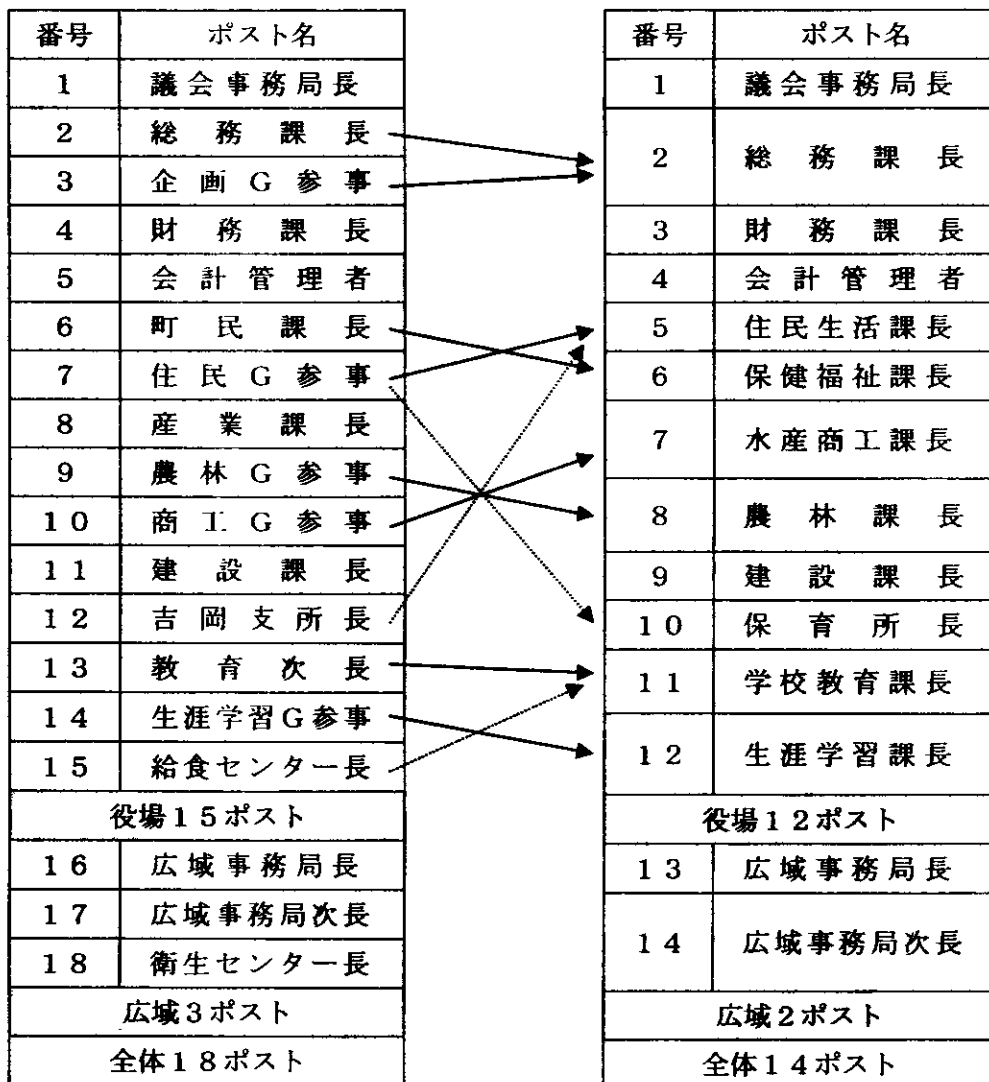 番号 ポスト名
1 議会事務局長
2 総務課長
3 企画G参事
4 財務課長
5 会計管理者
6 町民課長
7 住民G参事
8 産業課長
9 農林G参事
10 商工G参事
11 建設課長
12 吉岡支所長
13 教育次長
14 生涯学習G参事
15 給食センター長
役場15ポスト
16 広域事務局長
17 広域事務局次長
18 衛生センター長
広域3ポスト
全体18ポスト
番号 ポスト名
1 議会事務局長
2 総務課長
3 財務課長
4 会計管理者
5 住民生活課長
6 保健福祉課長
7 水産商工課長
8 農林課長
9 建設課長
10 保育所長
11 学校教育課長
12 生涯学習課長
役場12ポスト
13 広域事務局長
14 広域事務局次長
広域2ポスト
全体14ポスト